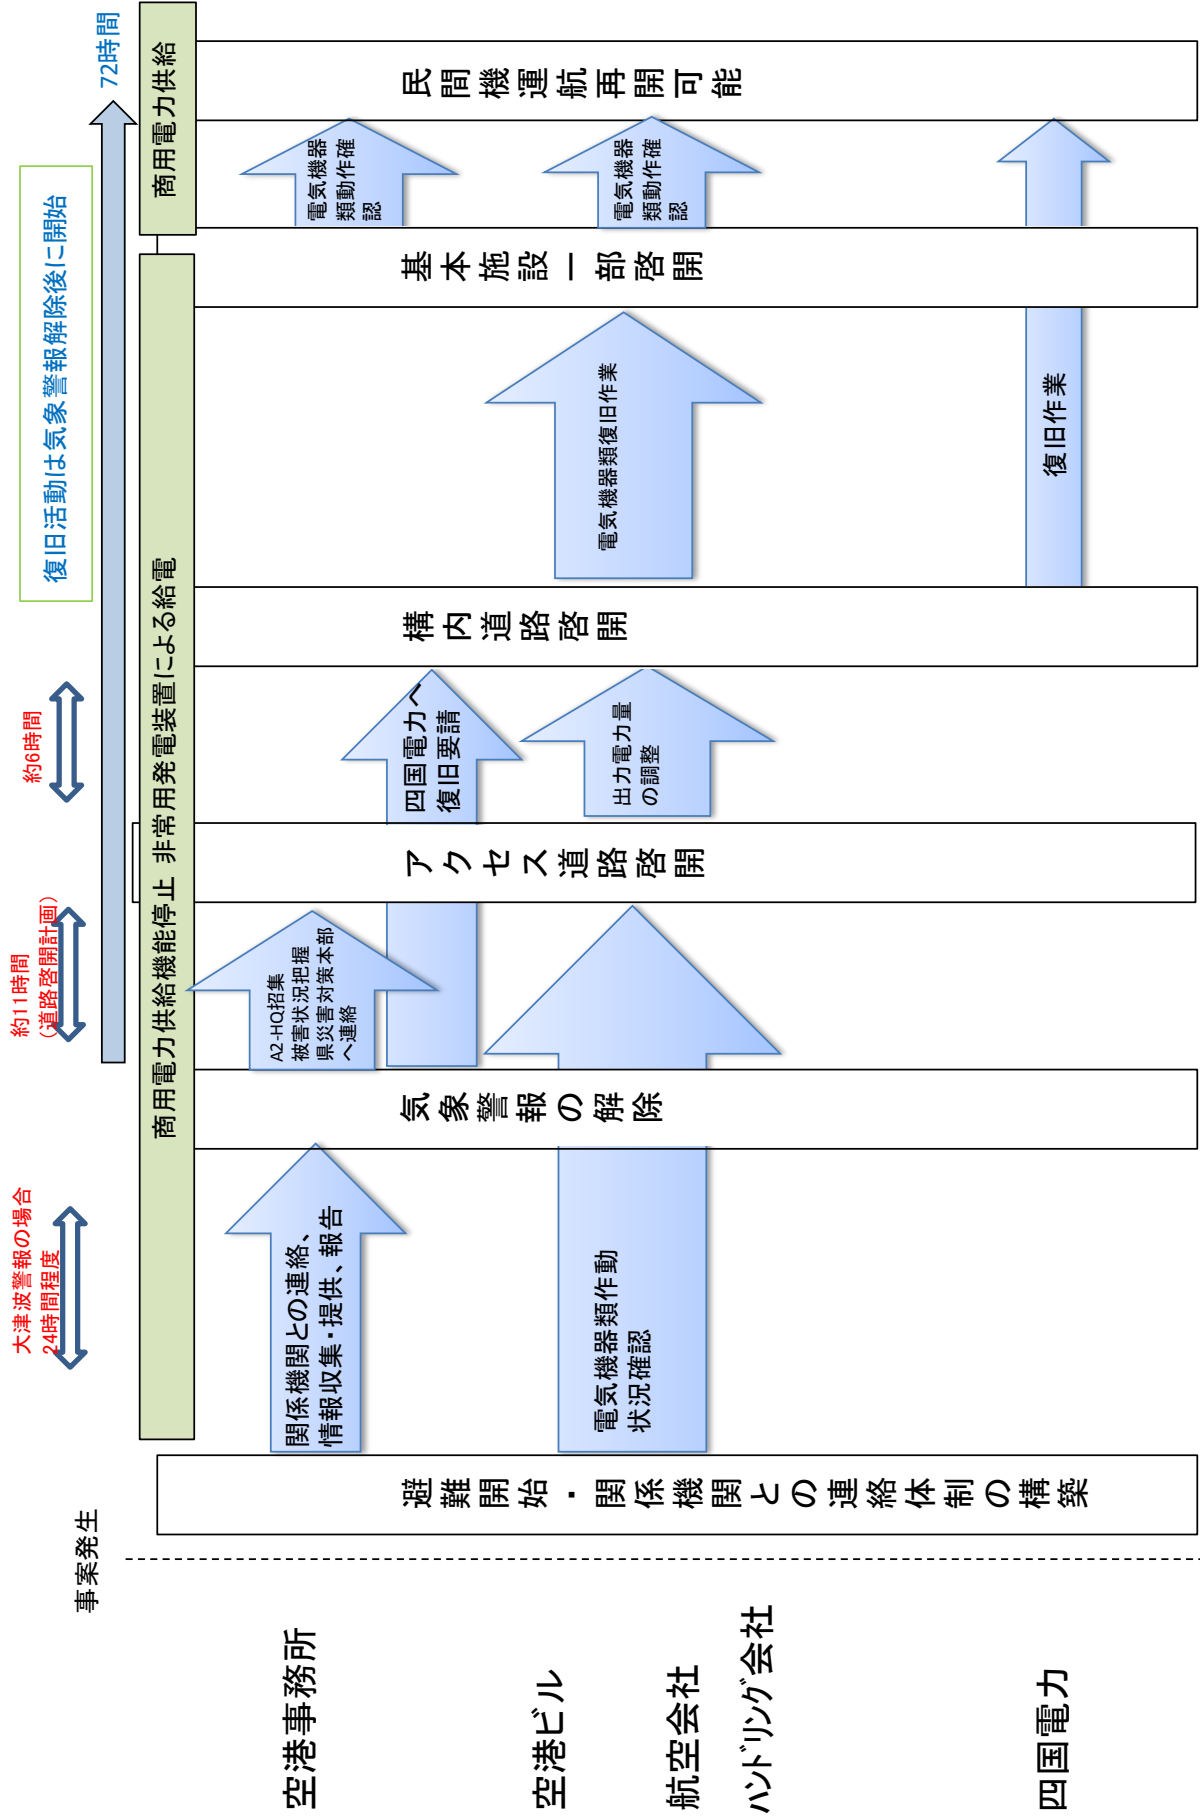 事案発生
大津波警報の場合
24時間程度
約11時間
（道路啓開計画）
約6時間
復旧活動は気象警報解除後に開始
72時間
商用電力供給機能停止 非常用発電装置による給電
商用電力供給
避難開始・関係機関との連絡体制の構築
気象警報の解除
アクセス道路啓開
構内道路啓開
基本施設一部啓開
民間機運航再開可能
空港事務所
関係機関との連絡、
情報収集・提供、報告
A2-HQ招集
被害状況把握
県災害対策本部
へ連絡
四国電力へ
復旧要請
電気機器
類動作確
認
空港ビル
航空会社
ハンドリング会社
電気機器類作動
状況確認
出力電力量
の調整
電気機器類復旧作業
電気機器
類動作確
認
四国電力
復旧作業